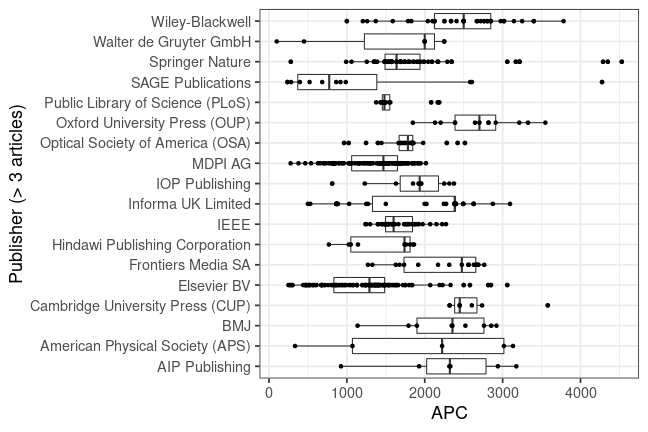 Publisher (> 3 articles)
Wiley-Blackwell
Walter de Gruyter GmbH
Springer Nature
SAGE Publications
Public Library of Science (PLoS)
Oxford University Press (OUP)
Optical Society of America (OSA)
MDPI AG
IOP Publishing
Informa UK Limited
IEEE
Hindawi Publishing Corporation
Frontiers Media SA
Elsevier BV
Cambridge University Press (CUP)
BMJ
American Physical Society (APS)
AIP Publishing
0 1000 2000 3000 4000
APC